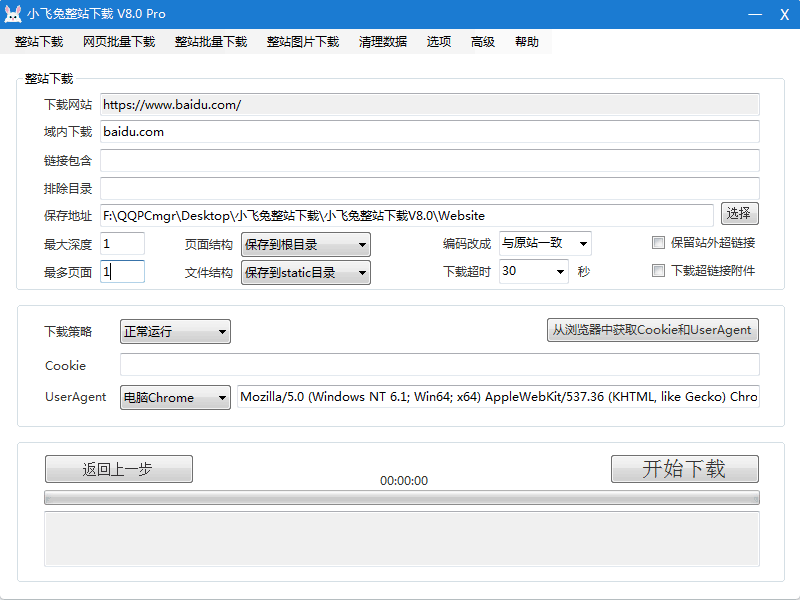 小飞兔整站下载 V8.0 Pro
整站下载 网页批量下载 整站批量下载 整站图片下载 清理数据 选项 高级 帮助
整站下载
下载网站 https://www.baidu.com/
域内下载 baidu.com
链接包含
排除目录
保存地址 F:\QQPCmgr\Desktop\小飞兔整站下载\小飞兔整站下载V8.0\Website 选择
最大深度 1 页面结构 保存到根目录 编码改成 与原站一致 保留站外超链接
最多页面 1 文件结构 保存到static目录 下载超时 30 秒 下载超链接附件
下载策略 正常运行 从浏览器中获取Cookie和UserAgent
Cookie
UserAgent 电脑Chrome Mozilla/5.0 (Windows NT 6.1; Win64; x64) AppleWebKit/537.36 (KHTML, like Gecko) Chro
返回上一步 00:00:00 开始下载